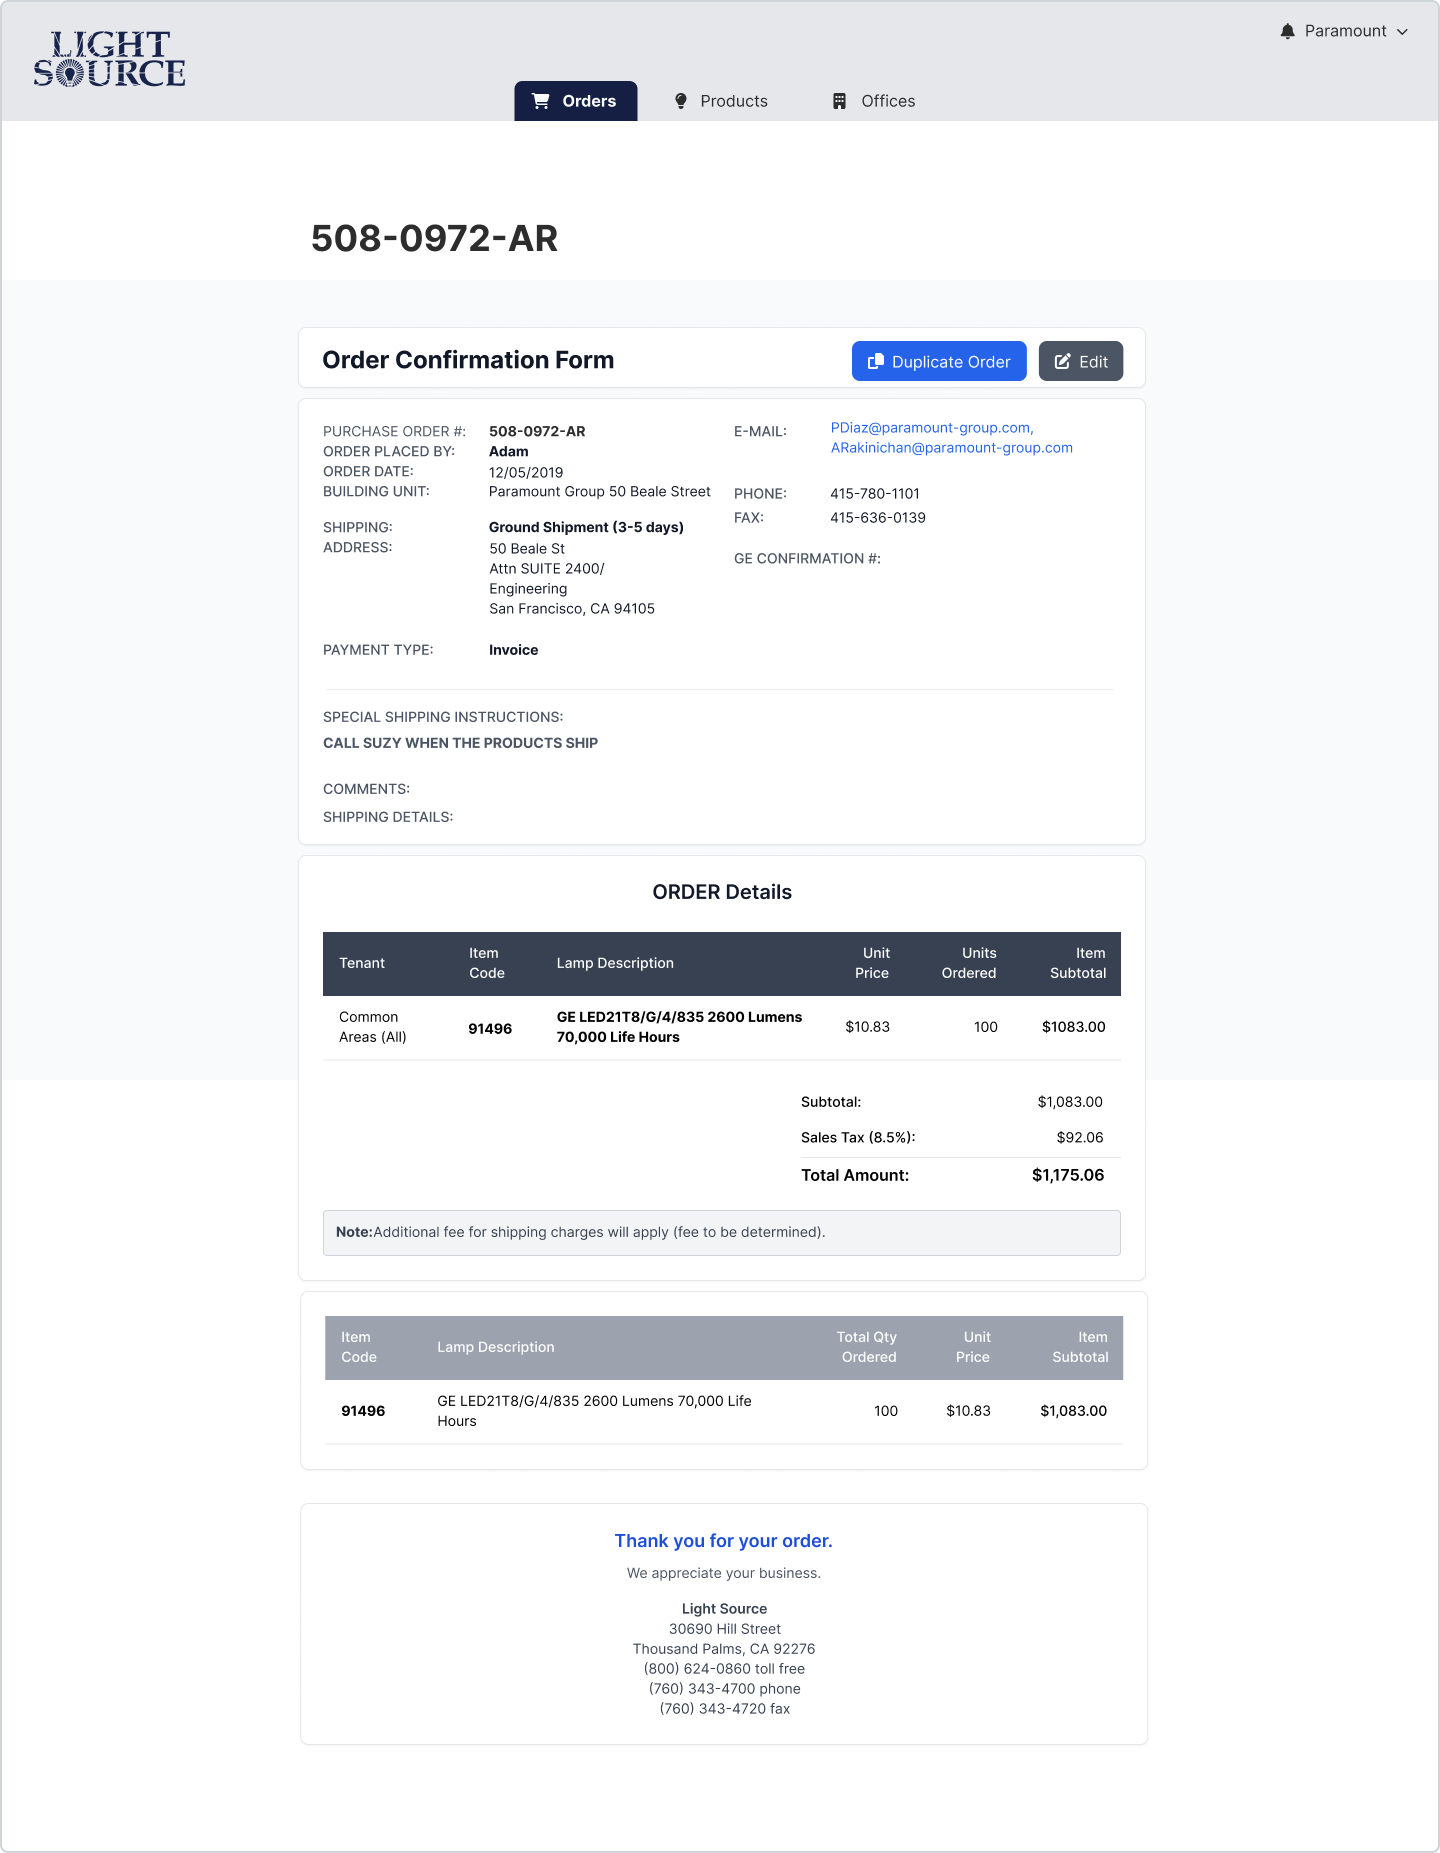 LIGHT
SOURCE
Paramount
Orders
Products
Offices
508-0972-AR
Order Confirmation Form
Duplicate Order
Edit
PURCHASE ORDER #: 508-0972-AR
ORDER PLACED BY: Adam
ORDER DATE: 12/05/2019
BUILDING UNIT: Paramount Group 50 Beale Street
SHIPPING: Ground Shipment (3-5 days)
ADDRESS: 50 Beale St
Attn SUITE 2400/
Engineering
San Francisco, CA 94105
PAYMENT TYPE: Invoice
E-MAIL: PDiaz@paramount-group.com,
ARakinichan@paramount-group.com
PHONE: 415-780-1101
FAX: 415-636-0139
GE CONFIRMATION #:
SPECIAL SHIPPING INSTRUCTIONS:
CALL SUZY WHEN THE PRODUCTS SHIP
COMMENTS:
SHIPPING DETAILS:
ORDER Details
Tenant
Item
Code
Lamp Description
Unit
Price
Units
Ordered
Item
Subtotal
Common
Areas (All)
91496
GE LED21T8/G/4/835 2600 Lumens
70,000 Life Hours
$10.83
100
$1083.00
Subtotal: $1,083.00
Sales Tax (8.5%): $92.06
Total Amount: $1,175.06
Note:Additional fee for shipping charges will apply (fee to be determined).
Item
Code
Lamp Description
Total Qty
Ordered
Unit
Price
Item
Subtotal
91496
GE LED21T8/G/4/835 2600 Lumens 70,000 Life
Hours
100
$10.83
$1,083.00
Thank you for your order.
We appreciate your business.
Light Source
30690 Hill Street
Thousand Palms, CA 92276
(800) 624-0860 toll free
(760) 343-4700 phone
(760) 343-4720 fax